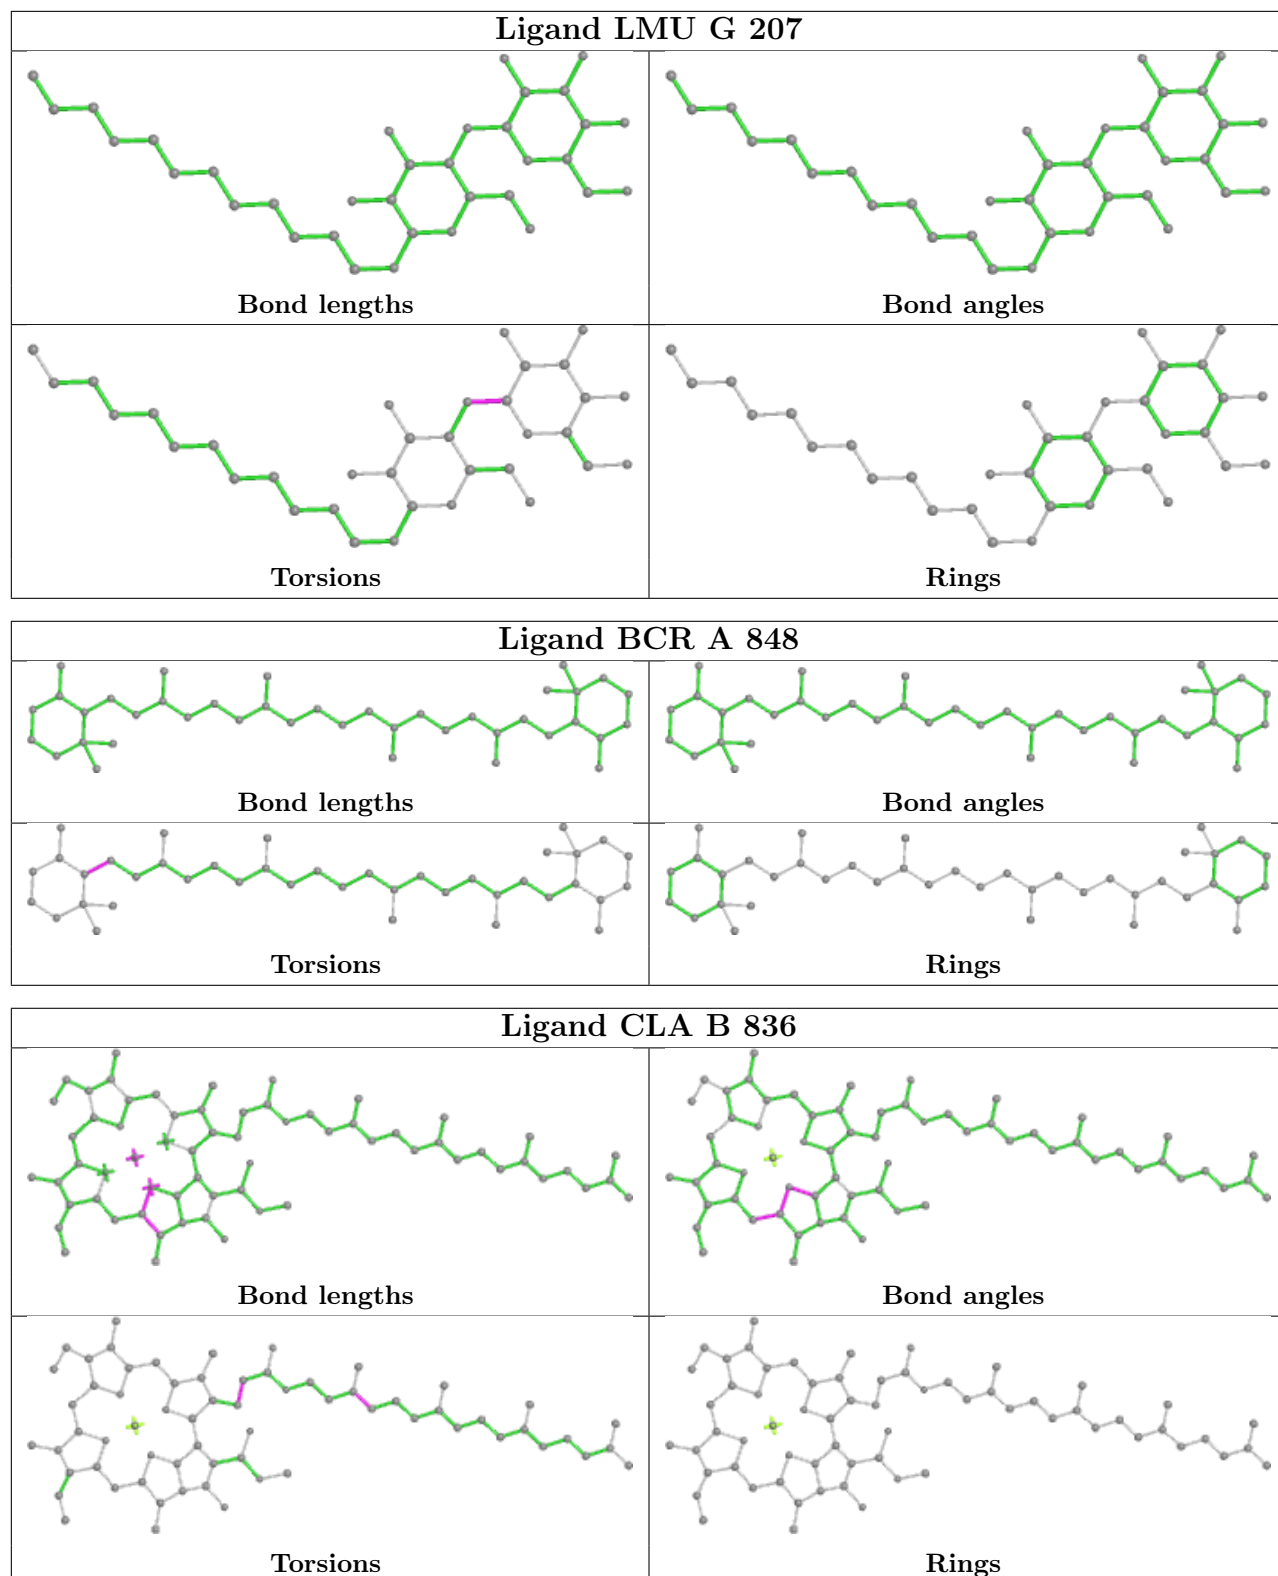 Ligand LMU G 207
Bond lengths
Bond angles
Torsions
Rings
Ligand BCR A 848
Bond lengths
Bond angles
Torsions
Rings
Ligand CLA B 836
Bond lengths
Bond angles
Torsions
Rings